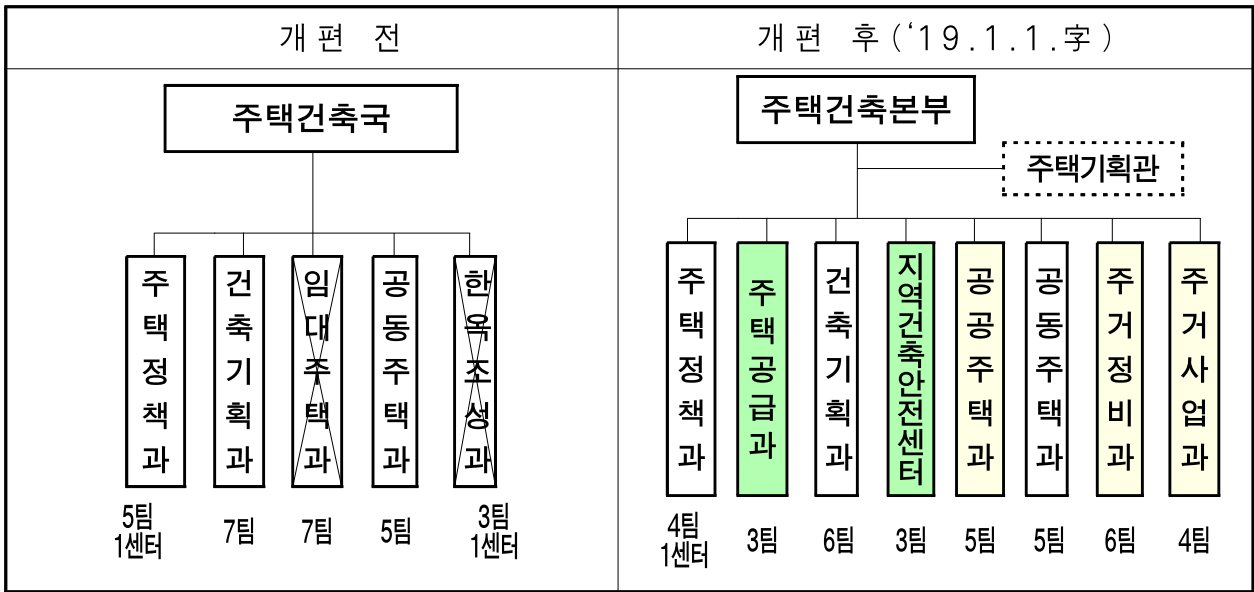 개편 전
개편 후(‘19.1.1.字)
주택건축국
주택정책과
건축기획과
임대주택과
공동주택과
한옥조성과
5팀
1센터
7팀
7팀
5팀
3팀
1센터
주택건축본부
주택기획관
주택정책과
주택공급과
건축기획과
지역건축안전센터
공공주택과
공동주택과
주거정비과
주거사업과
4팀
1센터
3팀
6팀
3팀
5팀
5팀
6팀
4팀